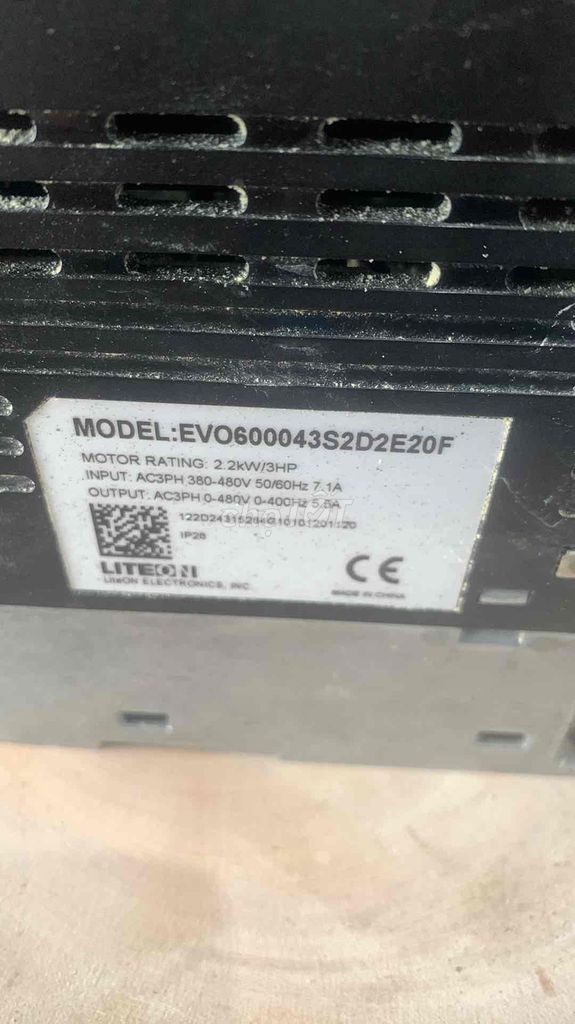 MODEL:EVO600043S2D2E20F
MOTOR RATING: 2.2kW/3HP
INPUT: AC3PH 380-480V 50/60Hz 7.1A
OUTPUT: AC3PH 0-480V 0-400Hz 5.5A
IP20
LITEON
LiteON ELECTRONICS, INC
CE
MADE IN CHINA